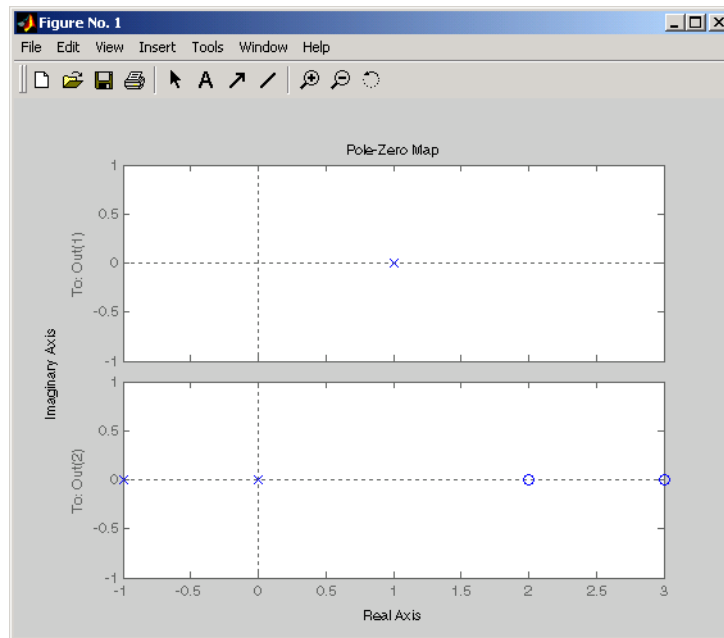 Figure No. 1
File Edit View Insert Tools Window Help
A
Pole-Zero Map
1
0.5
0
-0.5
-1
To: Out(1)
Imaginary Axis
1
0.5
0
-0.5
-1
To: Out(2)
-1 -0.5 0 0.5 1 1.5 2 2.5 3
Real Axis